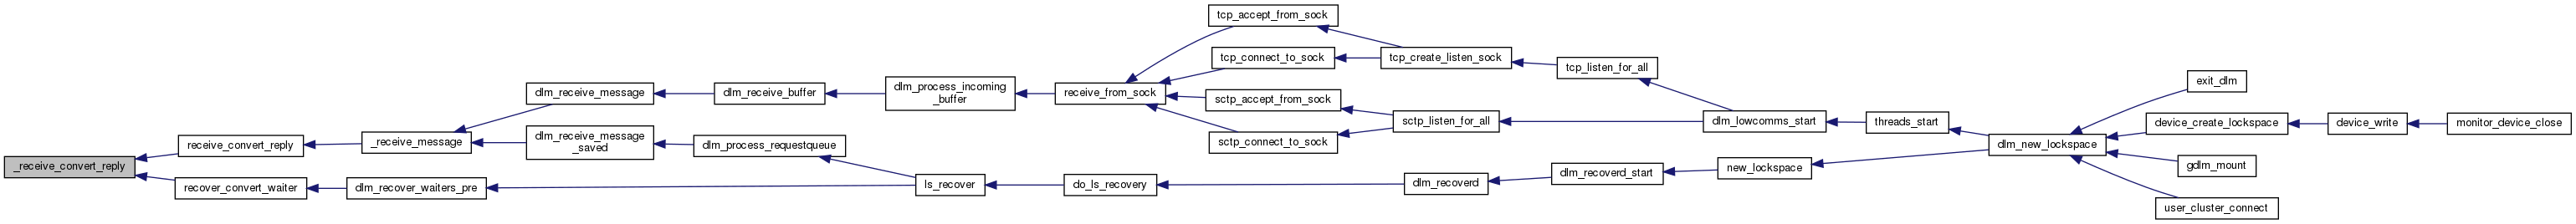 _receive_convert_reply
receive_convert_reply
recover_convert_waiter
_receive_message
dlm_recover_waiters_pre
dlm_receive_message
dlm_receive_message
_saved
dlm_receive_buffer
dlm_process_requestqueue
dlm_process_incoming
_buffer
ls_recover
receive_from_sock
do_ls_recovery
tcp_accept_from_sock
tcp_connect_to_sock
sctp_accept_from_sock
sctp_connect_to_sock
tcp_create_listen_sock
sctp_listen_for_all
dlm_recoverd
tcp_listen_for_all
dlm_recoverd_start
dlm_lowcomms_start
new_lockspace
threads_start
dlm_new_lockspace
exit_dlm
device_create_lockspace
gdlm_mount
user_cluster_connect
device_write
monitor_device_close